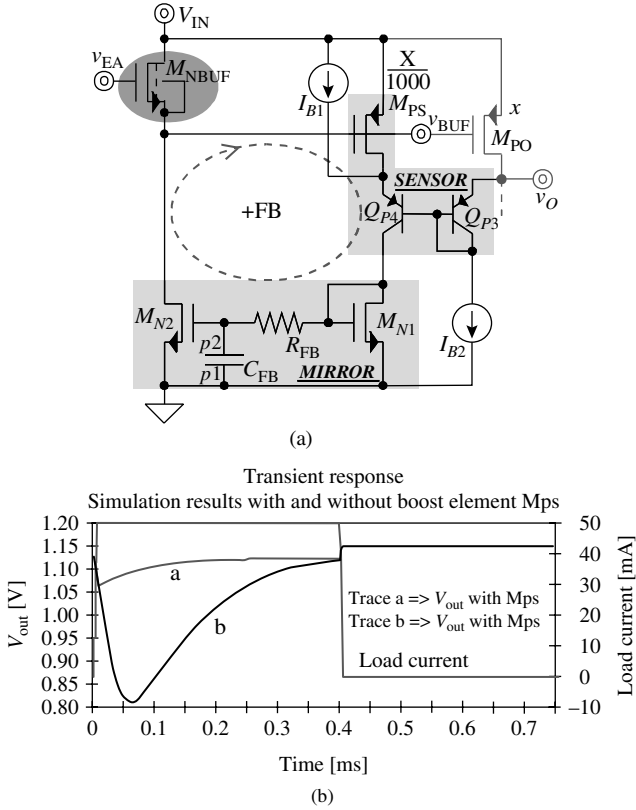 V_IN
v_EA
M_NBUF
I_B1
X
1000
M_PS
v_BUF
x
M_PO
SENSOR
Q_P4
Q_P3
v_O
+FB
M_N2
p2
p1
C_FB
R_FB
M_N1
MIRROR
I_B2
(a)
Transient response
Simulation results with and without boost element Mps
V_out [V]
1.20
1.15
1.10
1.05
1.00
0.95
0.90
0.85
0.80
a
b
Trace a => V_out with Mps
Trace b => V_out with Mps
Load current
50
40
30
20
10
0
−10
Load current [mA]
0 0.1 0.2 0.3 0.4 0.5 0.6 0.7
Time [ms]
(b)